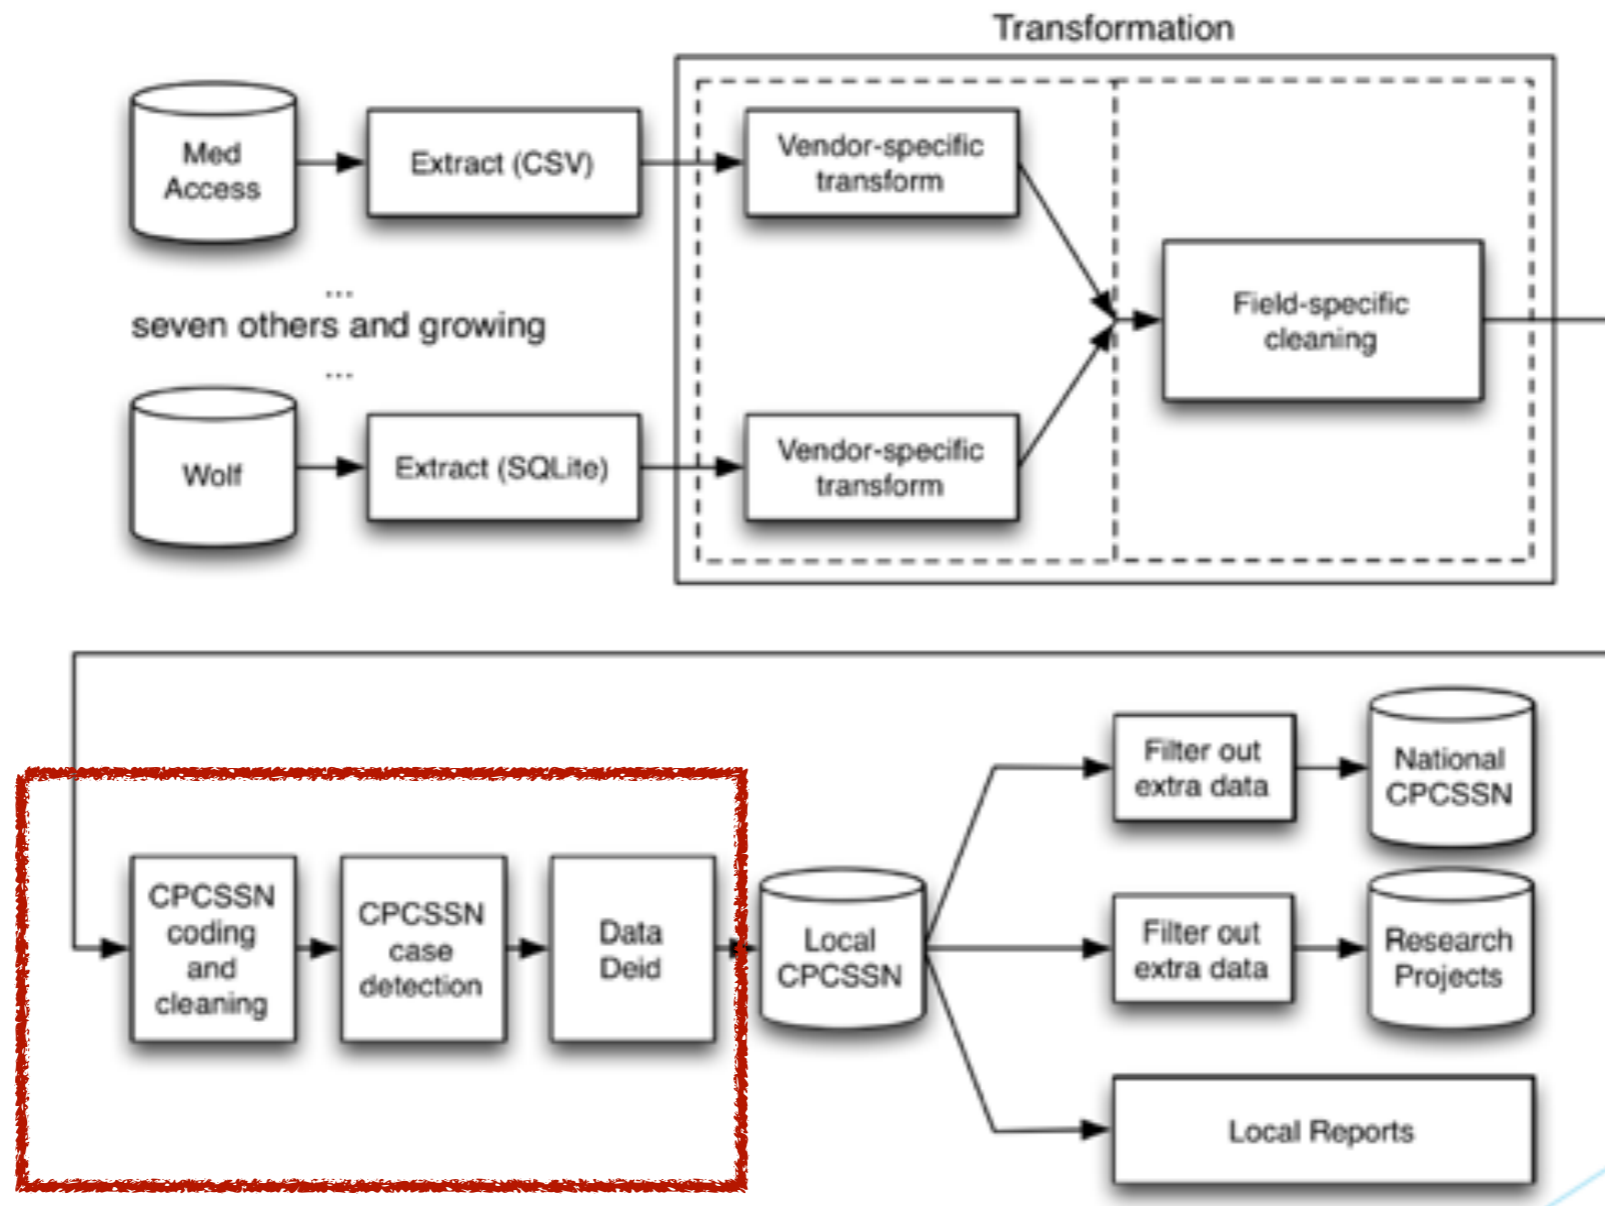 Transformation
Med
Access
Extract (CSV)
Vendor-specific
transform
...
seven others and growing
...
Field-specific
cleaning
Wolf
Extract (SQLite)
Vendor-specific
transform
CPCSSN
coding
and
cleaning
CPCSSN
case
detection
Data
Deid
Local
CPCSSN
Filter out
extra data
National
CPCSSN
Filter out
extra data
Research
Projects
Local Reports